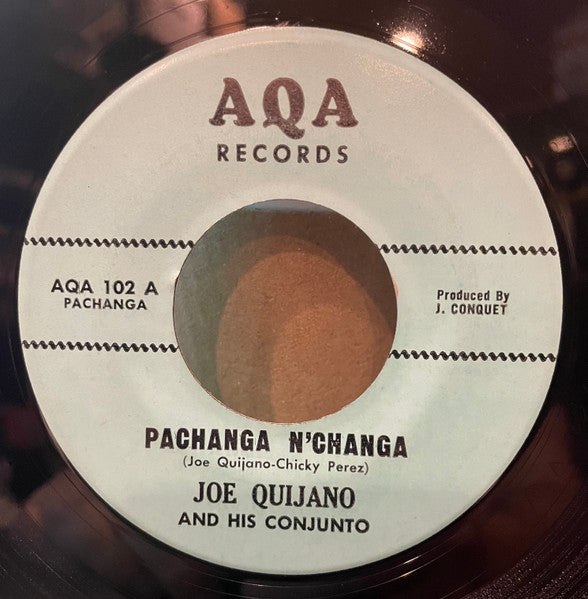 AQA
RECORDS
AQA 102 A
PACHANGA
Produced By
J. CONQUET
PACHANGA N'CHANGA
(Joe Quijano-Chicky Perez)
JOE QUIJANO
AND HIS CONJUNTO